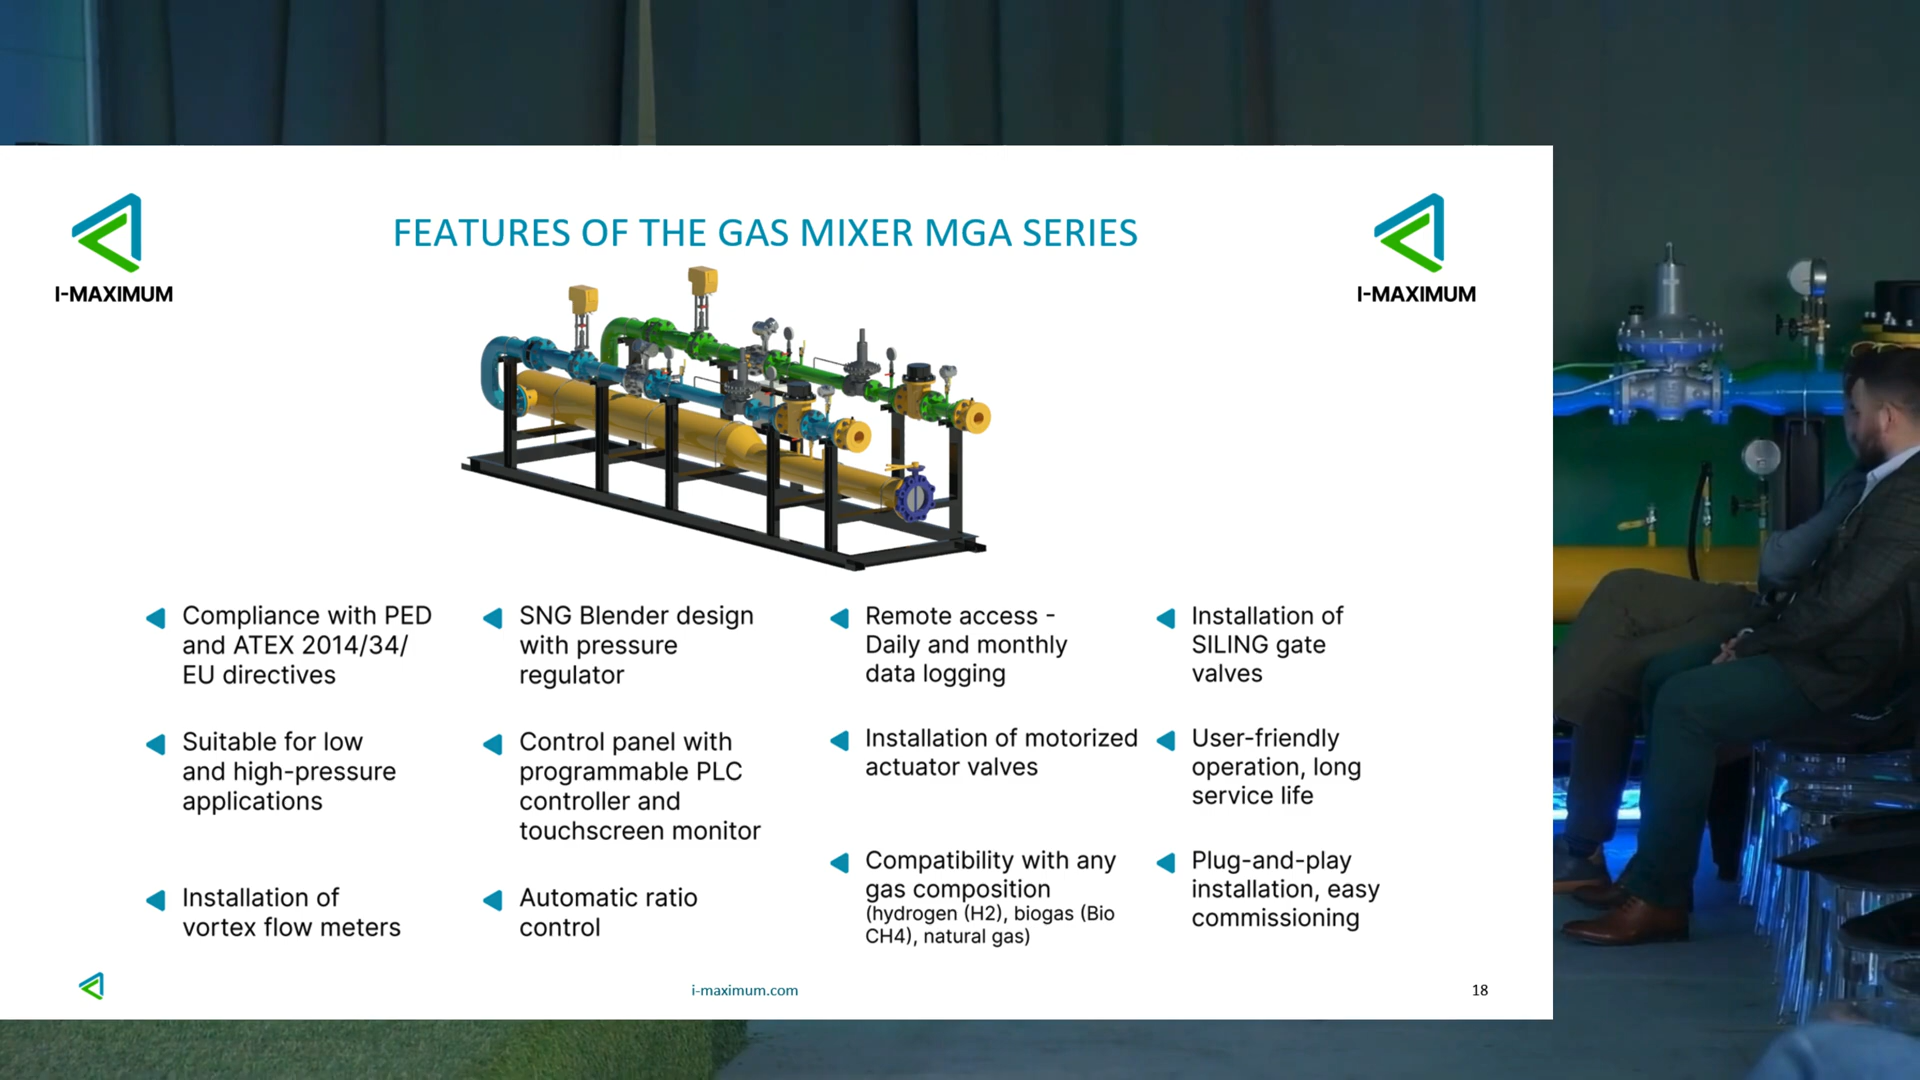 I-MAXIMUM
FEATURES OF THE GAS MIXER MGA SERIES
I-MAXIMUM
Compliance with PED
and ATEX 2014/34/
EU directives
Suitable for low
and high-pressure
applications
Installation of
vortex flow meters
SNG Blender design
with pressure
regulator
Control panel with
programmable PLC
controller and
touchscreen monitor
Automatic ratio
control
Remote access -
Daily and monthly
data logging
Installation of motorized
actuator valves
Compatibility with any
gas composition
(hydrogen (H2), biogas (Bio
CH4), natural gas)
Installation of
SILING gate
valves
User-friendly
operation, long
service life
Plug-and-play
installation, easy
commissioning
i-maximum.com
18